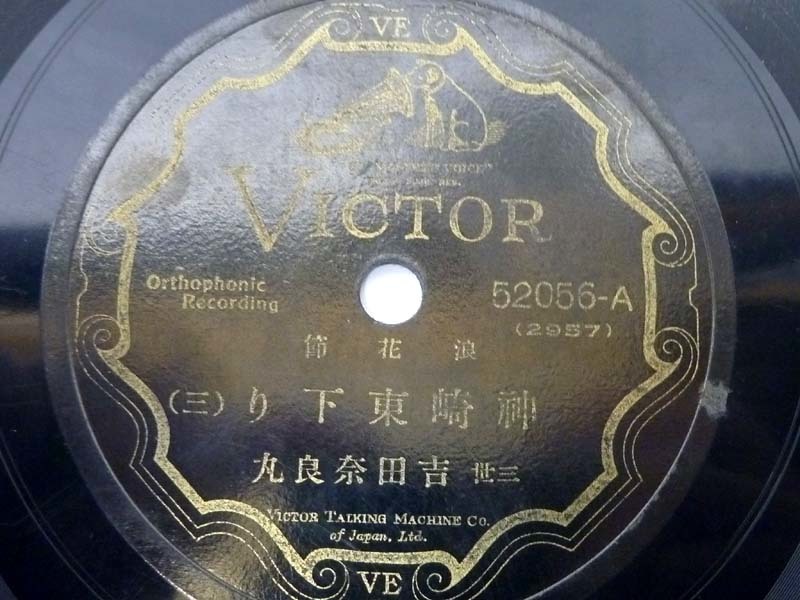 VE
"HIS MASTER'S VOICE"
VICTOR
Orthophonic
Recording
52056-A
(2957)
浪花節
神崎東下り(三)
三世 吉田奈良丸
VICTOR TALKING MACHINE CO.
of Japan, Ltd.
VE